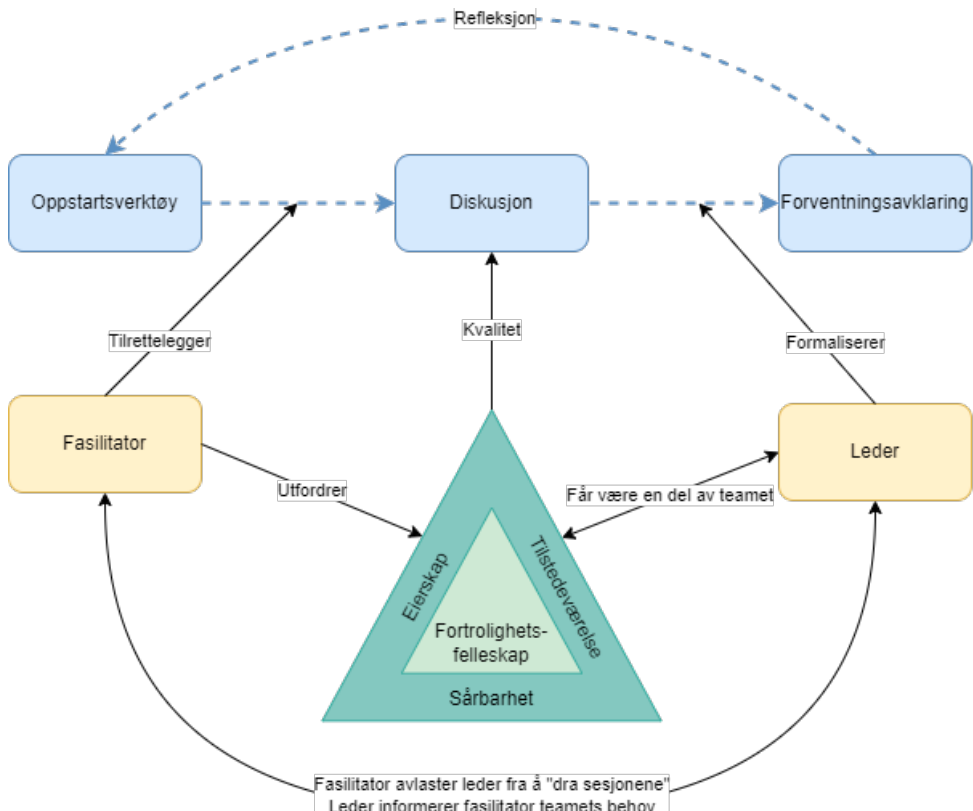 Refleksjon
Oppstartsverktøy
Diskusjon
Forventningsavklaring
Tilrettelegger
Kvalitet
Formaliserer
Fasilitator
Leder
Utfordrer
Får være en del av teamet
Eierskap
Tilstedeværelse
Fortrolighets-
felleskap
Sårbarhet
Fasilitator avlaster leder fra å "dra sesjonene"
Leder informerer fasilitator teamets behov